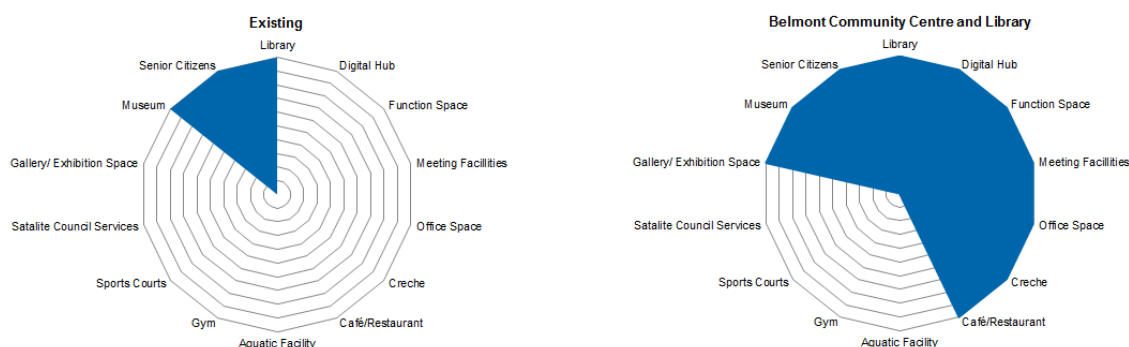 Existing
Library
Digital Hub
Function Space
Meeting Facillities
Office Space
Creche
Café/Restaurant
Aquatic Facility
Gym
Sports Courts
Satalite Council Services
Gallery/ Exhibition Space
Museum
Senior Citizens
Belmont Community Centre and Library
Library
Digital Hub
Function Space
Meeting Facillities
Office Space
Creche
Café/Restaurant
Aquatic Facility
Gym
Sports Courts
Satalite Council Services
Gallery/ Exhibition Space
Museum
Senior Citizens